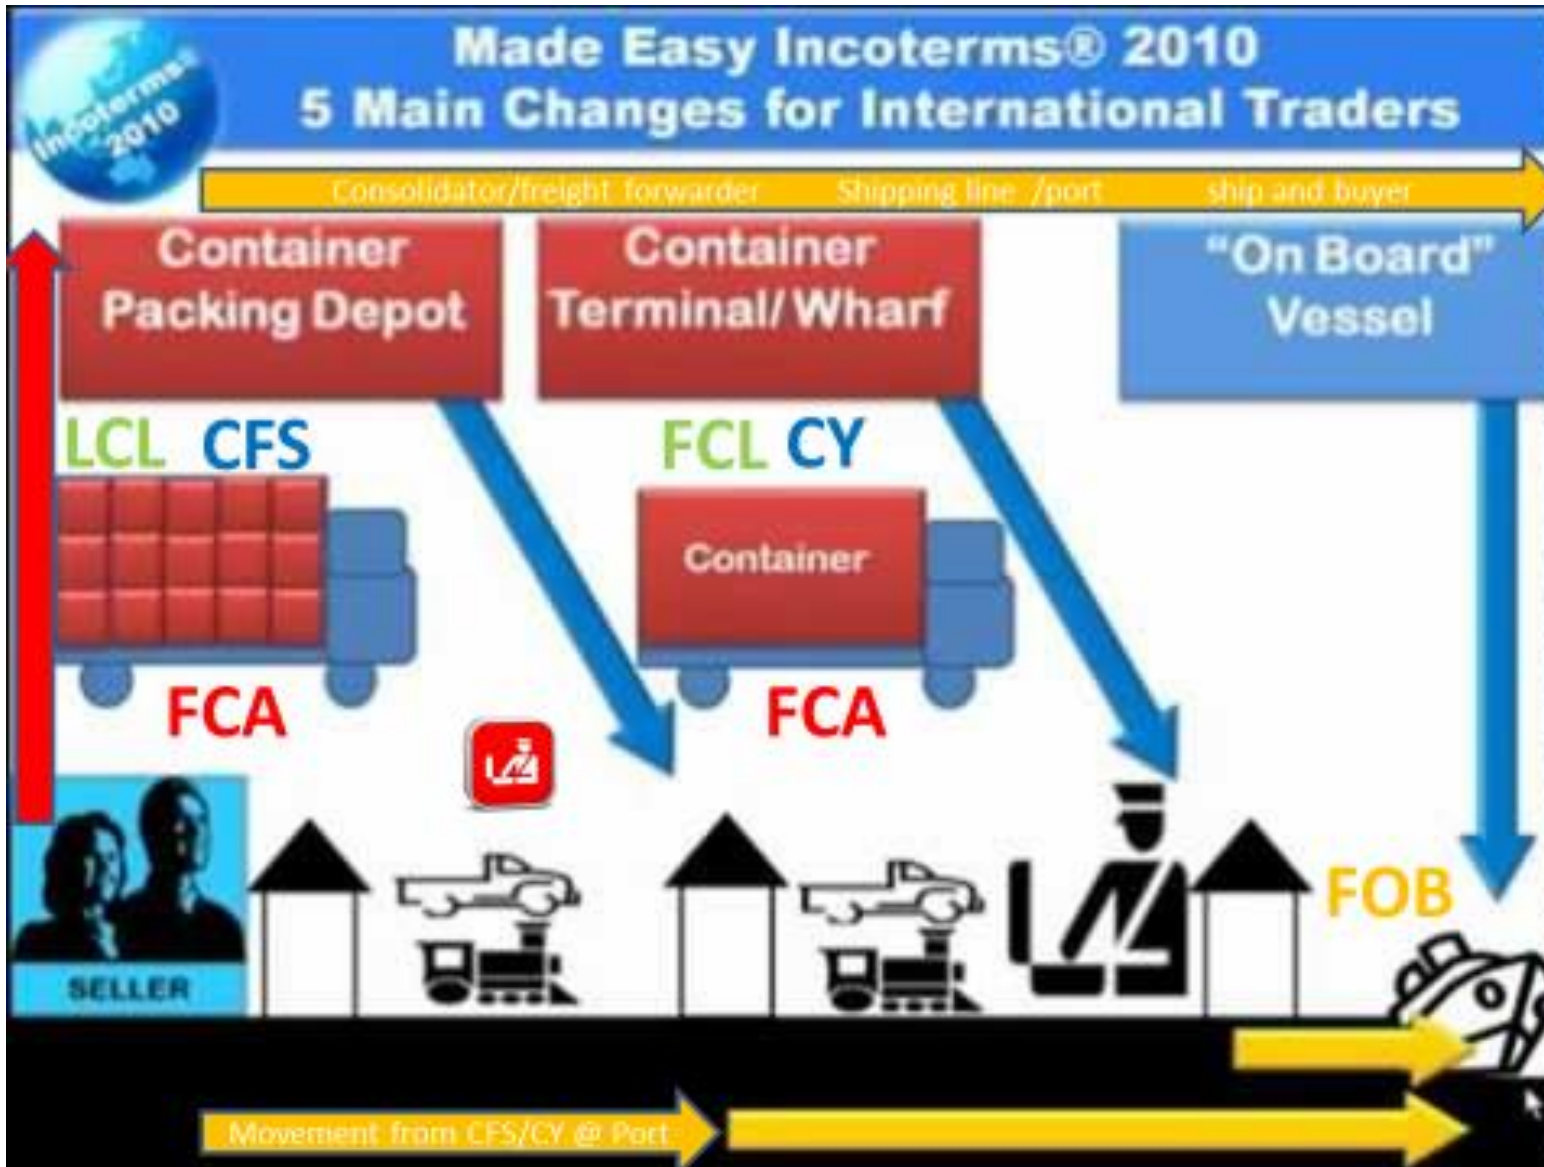 Made Easy Incoterms® 2010
5 Main Changes for International Traders
Incoterms®
2010
Consolidator/freight forwarder Shipping line /port ship and buyer
Container
Packing Depot
Container
Terminal/Wharf
"On Board"
Vessel
LCL CFS
FCL CY
Container
FCA
FCA
FOB
SELLER
Movement from CFS/CY @ Port